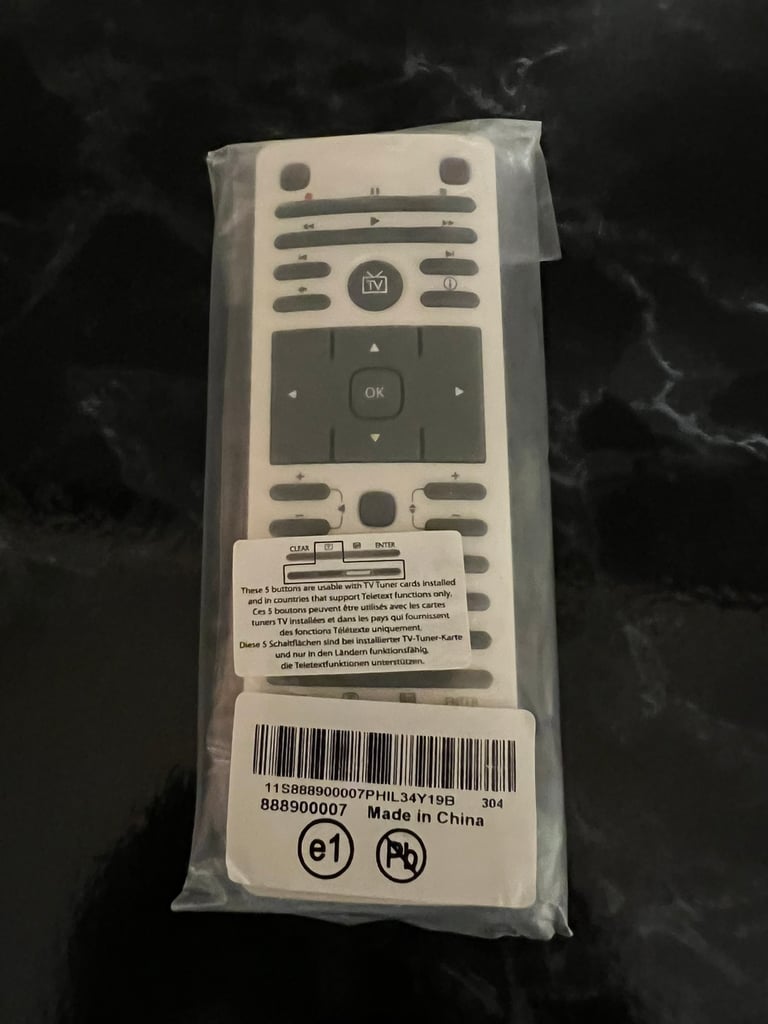 TV
OK
CLEAR ENTER
These 5 buttons are usable with TV Tuner cards installed
and in countries that support Teletext functions only.
Ces 5 boutons peuvent être utilisés avec les cartes
tuners TV installées et dans les pays qui fournissent
des fonctions Télétexte uniquement.
Diese 5 Schaltflächen sind bei installierter TV-Tuner-Karte
und nur in den Ländern funktionsfähig,
die Teletextfunktionen unterstützen.
ENTER
11S888900007PHIL34Y19B 304
888900007 Made in China
e1 Pb